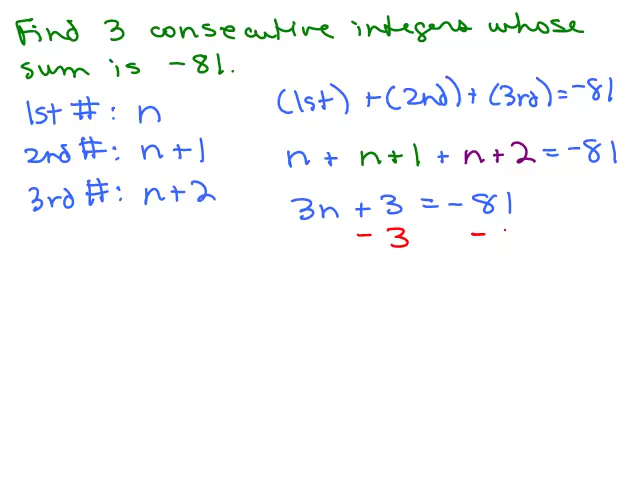 Find 3 consecutive integers whose
sum is -81.
1st #: n
2nd #: n+1
3rd #: n+2
(1st) + (2nd) + (3rd) = -81
n + n+1 + n+2 = -81
3n + 3 = -81
- 3 -